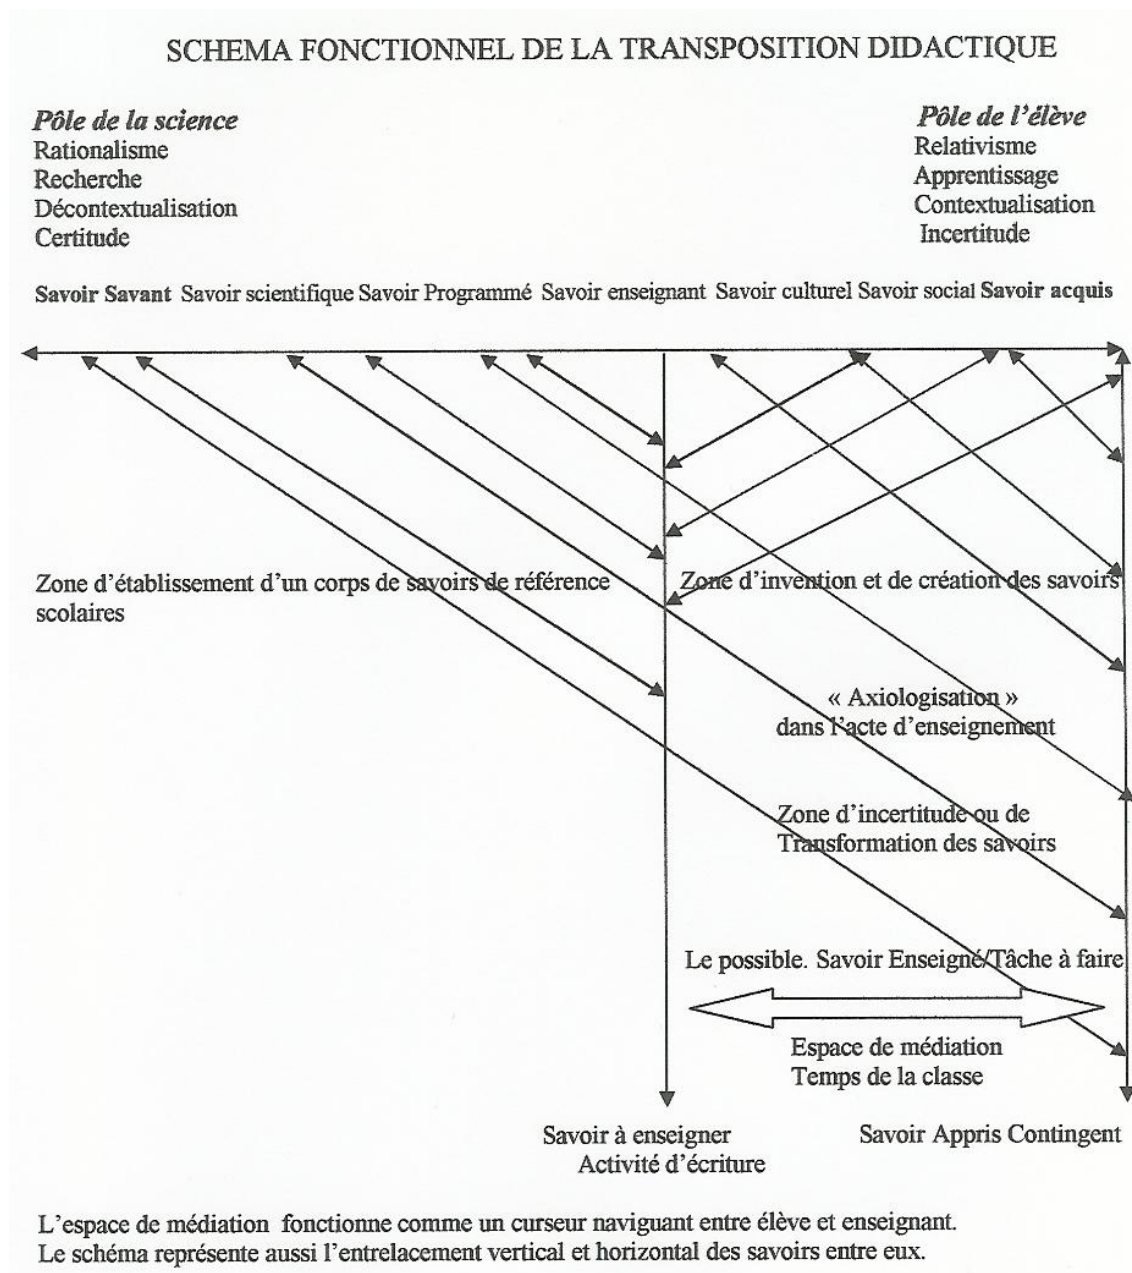 SCHEMA FONCTIONNEL DE LA TRANSPOSITION DIDACTIQUE
Pôle de la science
Rationalisme
Recherche
Décontextualisation
Certitude
Pôle de l'élève
Relativisme
Apprentissage
Contextualisation
Incertitude
Savoir Savant Savoir scientifique Savoir Programmé Savoir enseignant Savoir culturel Savoir social Savoir acquis
Zone d'établissement d'un corps de savoirs de référence
scolaires
Zone d'invention et de création des savoirs
« Axiologisation »
dans l'acte d'enseignement
Zone d'incertitude ou de
Transformation des savoirs
Le possible. Savoir Enseigné/Tâche à faire
Espace de médiation
Temps de la classe
Savoir à enseigner
Activité d'écriture
Savoir Appris Contingent
L'espace de médiation fonctionne comme un curseur naviguant entre élève et enseignant.
Le schéma représente aussi l'entrelacement vertical et horizontal des savoirs entre eux.